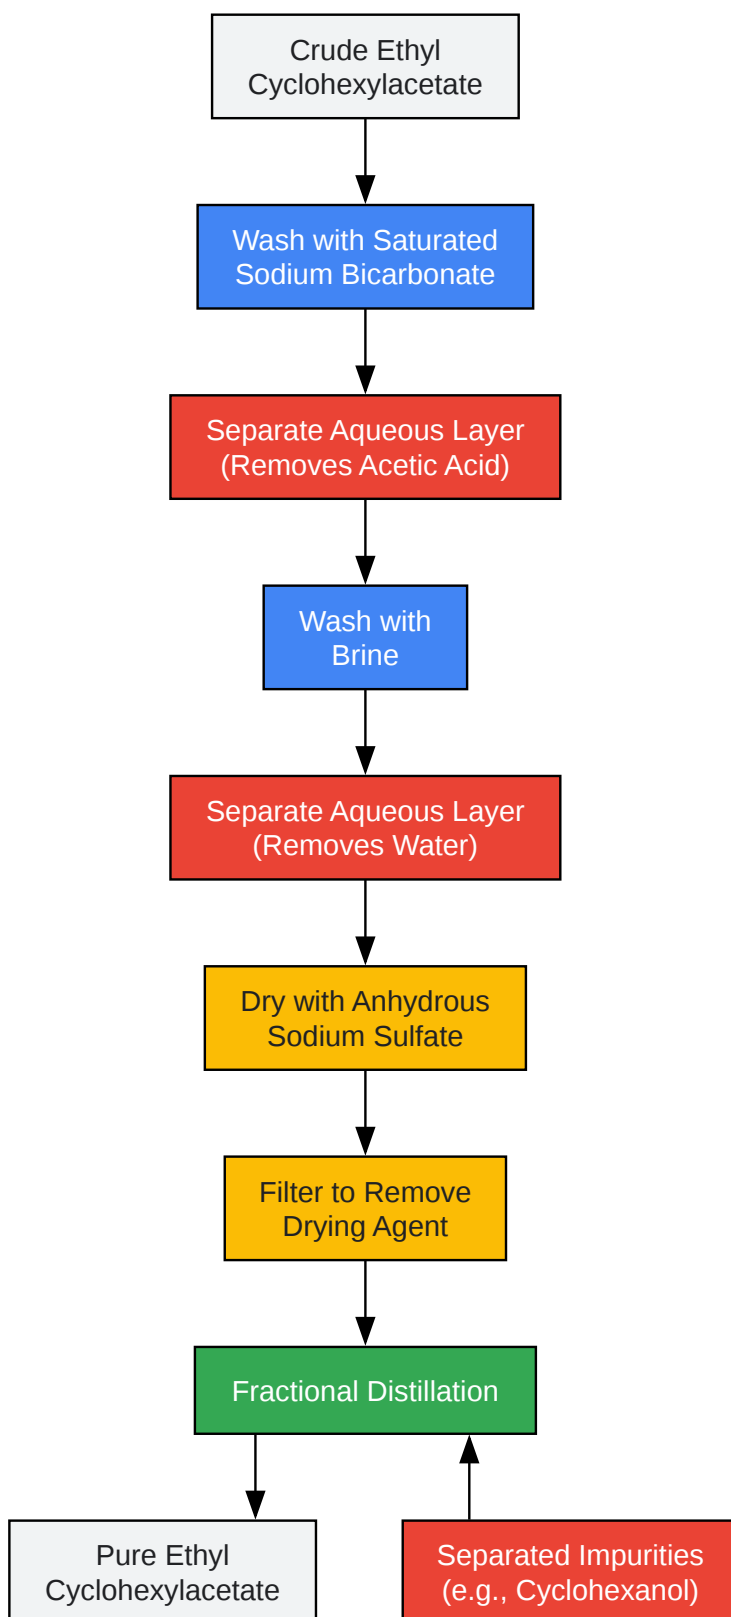 Crude Ethyl
Cyclohexylacetate
Wash with Saturated
Sodium Bicarbonate
Separate Aqueous Layer
(Removes Acetic Acid)
Wash with
Brine
Separate Aqueous Layer
(Removes Water)
Dry with Anhydrous
Sodium Sulfate
Filter to Remove
Drying Agent
Fractional Distillation
Pure Ethyl
Cyclohexylacetate
Separated Impurities
(e.g., Cyclohexanol)